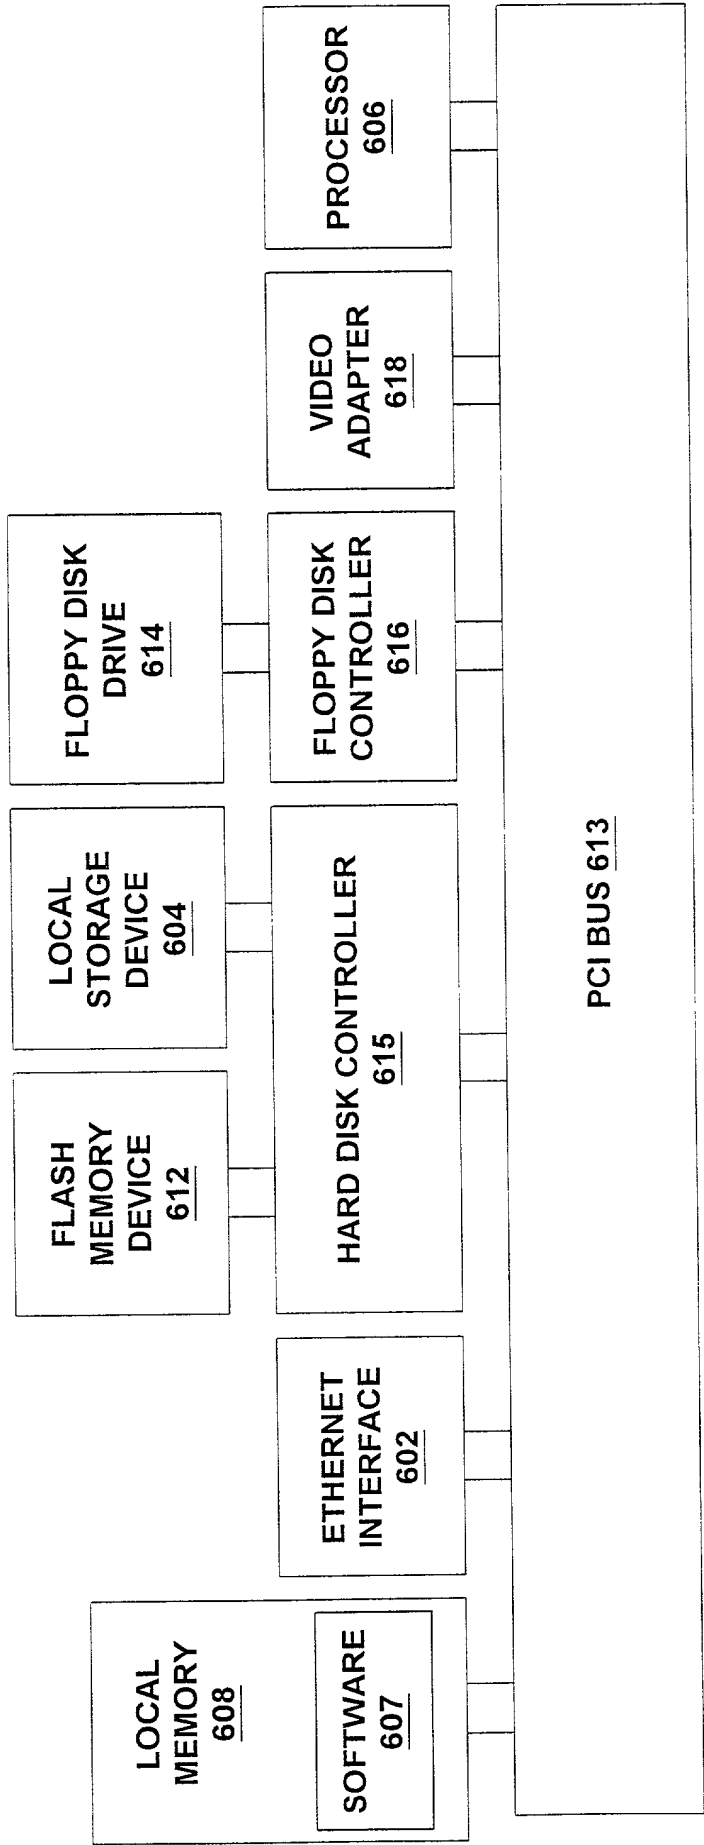 FLASH
MEMORY
DEVICE
612
LOCAL
STORAGE
DEVICE
604
FLOPPY DISK
DRIVE
614
LOCAL
MEMORY
608
SOFTWARE
607
ETHERNET
INTERFACE
602
HARD DISK CONTROLLER
615
FLOPPY DISK
CONTROLLER
616
VIDEO
ADAPTER
618
PROCESSOR
606
PCI BUS 613